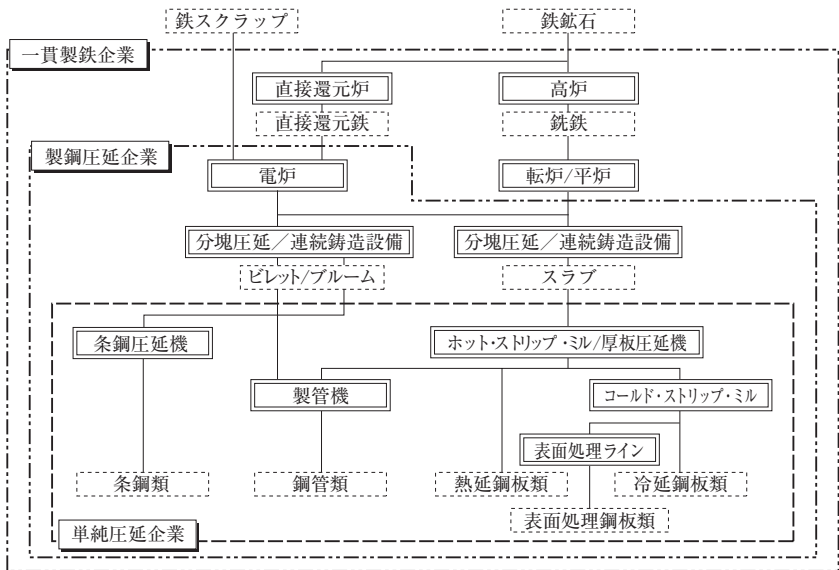 鉄スクラップ
鉄鉱石
一貫製鉄企業
直接還元炉
高炉
直接還元鉄
銑鉄
製鋼圧延企業
電炉
転炉/平炉
分塊圧延／連続鋳造設備
分塊圧延／連続鋳造設備
ビレット/ブルーム
スラブ
条鋼圧延機
ホット・ストリップ・ミル/厚板圧延機
製管機
コールド・ストリップ・ミル
表面処理ライン
条鋼類
鋼管類
熱延鋼板類
冷延鋼板類
表面処理鋼板類
単純圧延企業